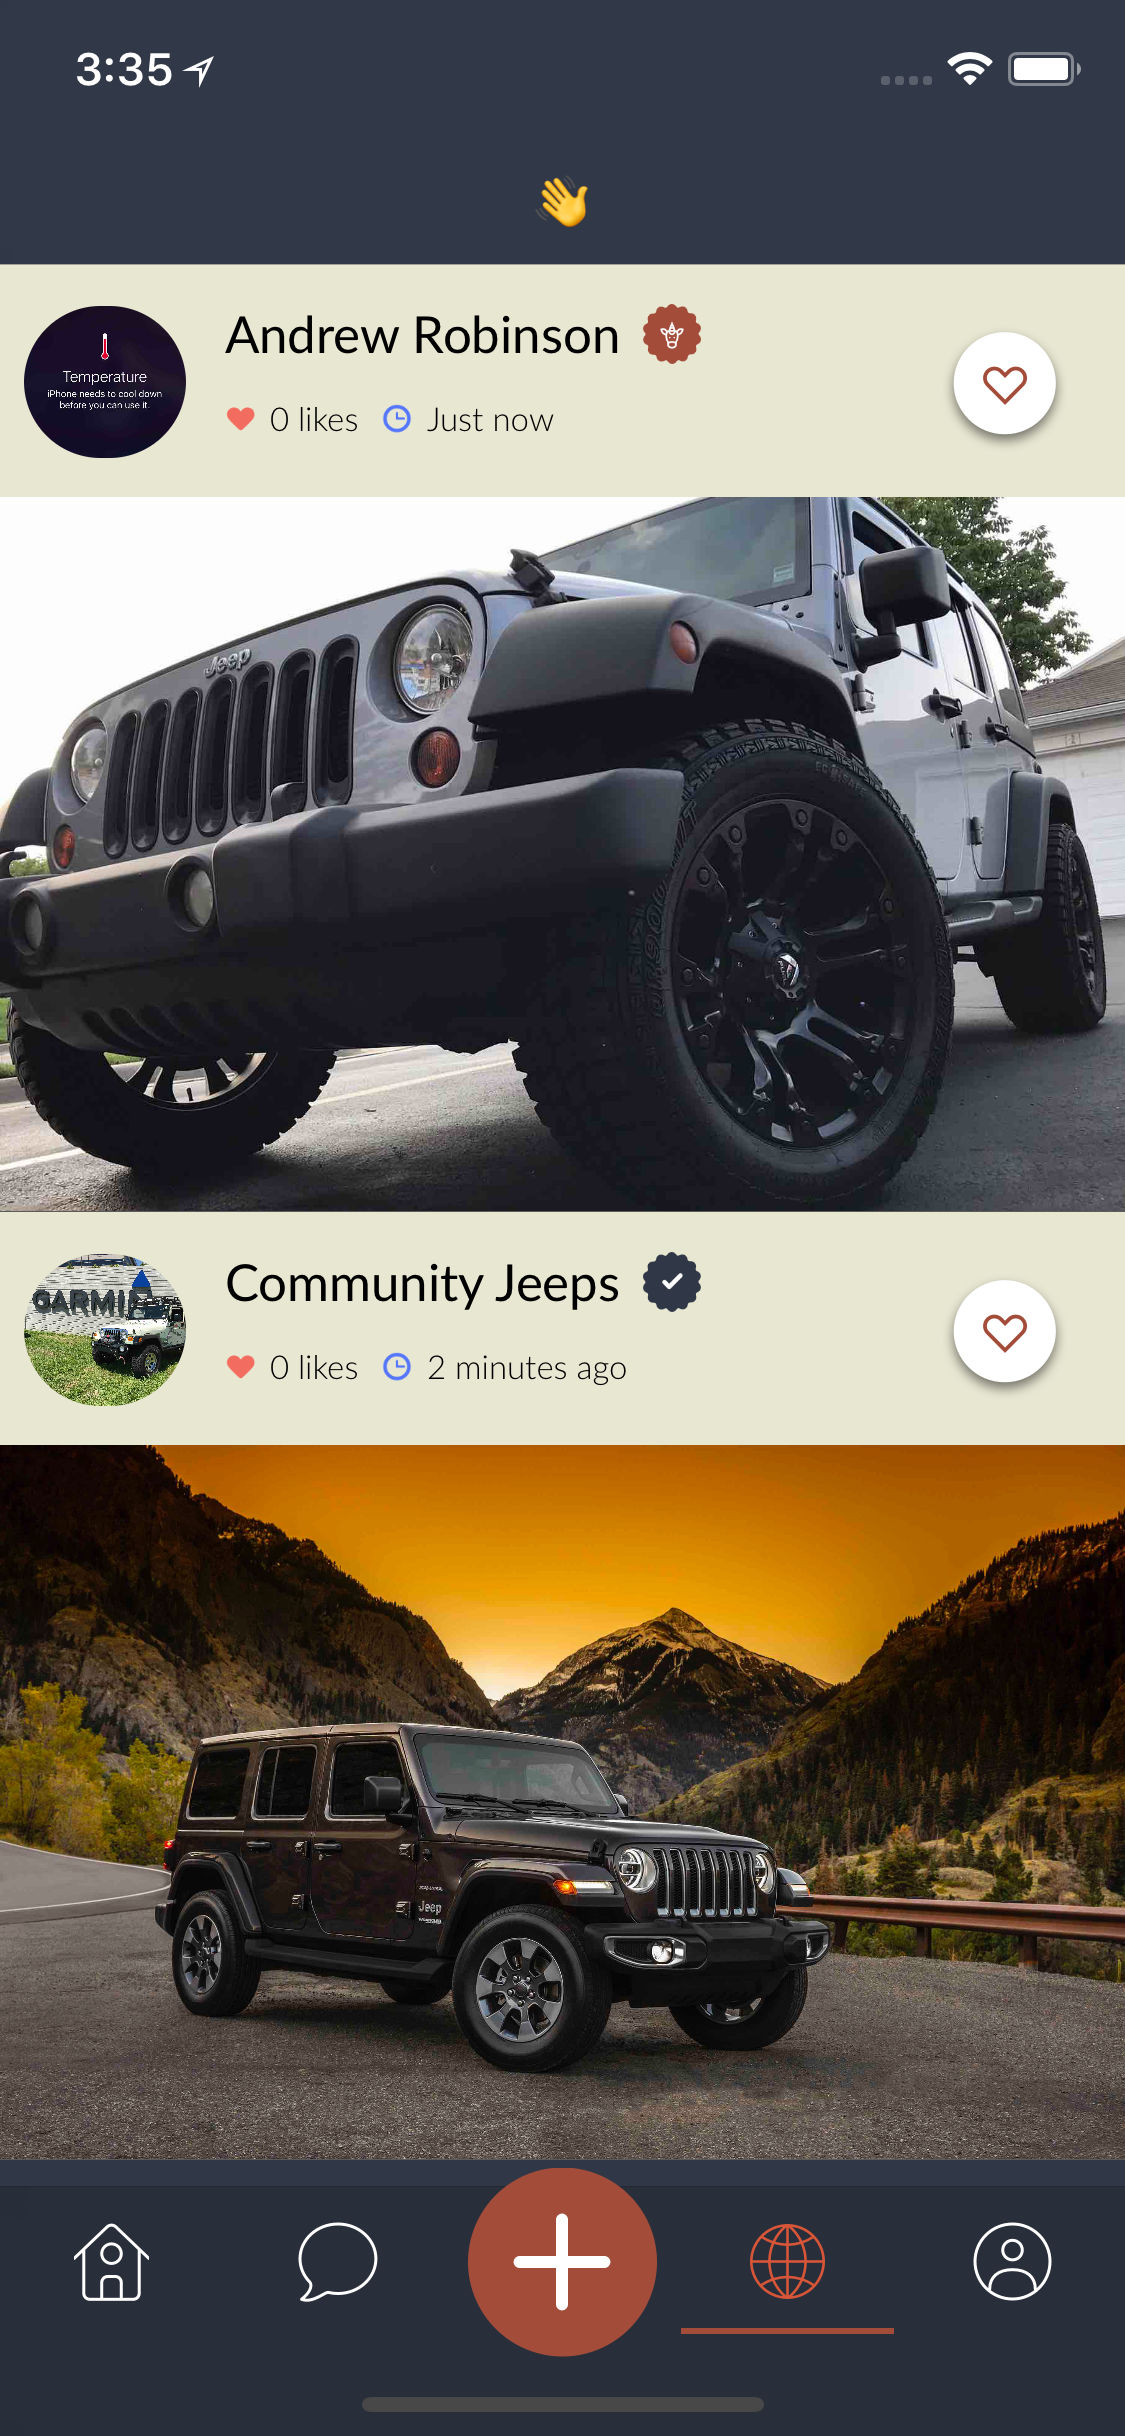 3:35
Andrew Robinson
Temperature
iPhone needs to cool down
before you can use it.
0 likes Just now
Jeep
Community Jeeps
GARMI
0 likes 2 minutes ago
Jeep